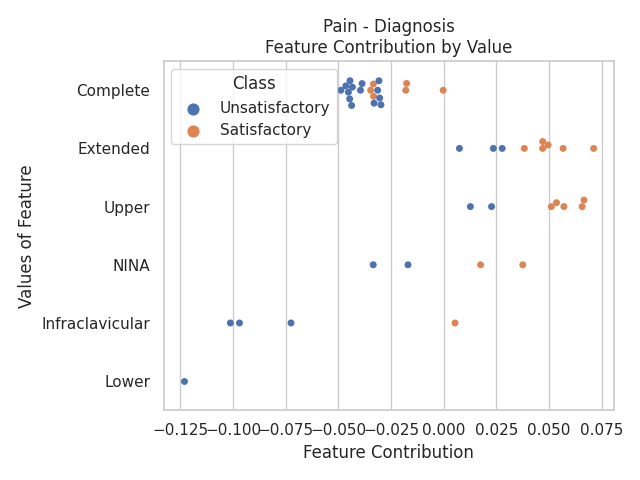 Pain - Diagnosis
Feature Contribution by Value
Class
Unsatisfactory
Satisfactory
Values of Feature
Complete
Extended
Upper
NINA
Infraclavicular
Lower
−0.125 −0.100 −0.075 −0.050 −0.025 0.000 0.025 0.050 0.075
Feature Contribution